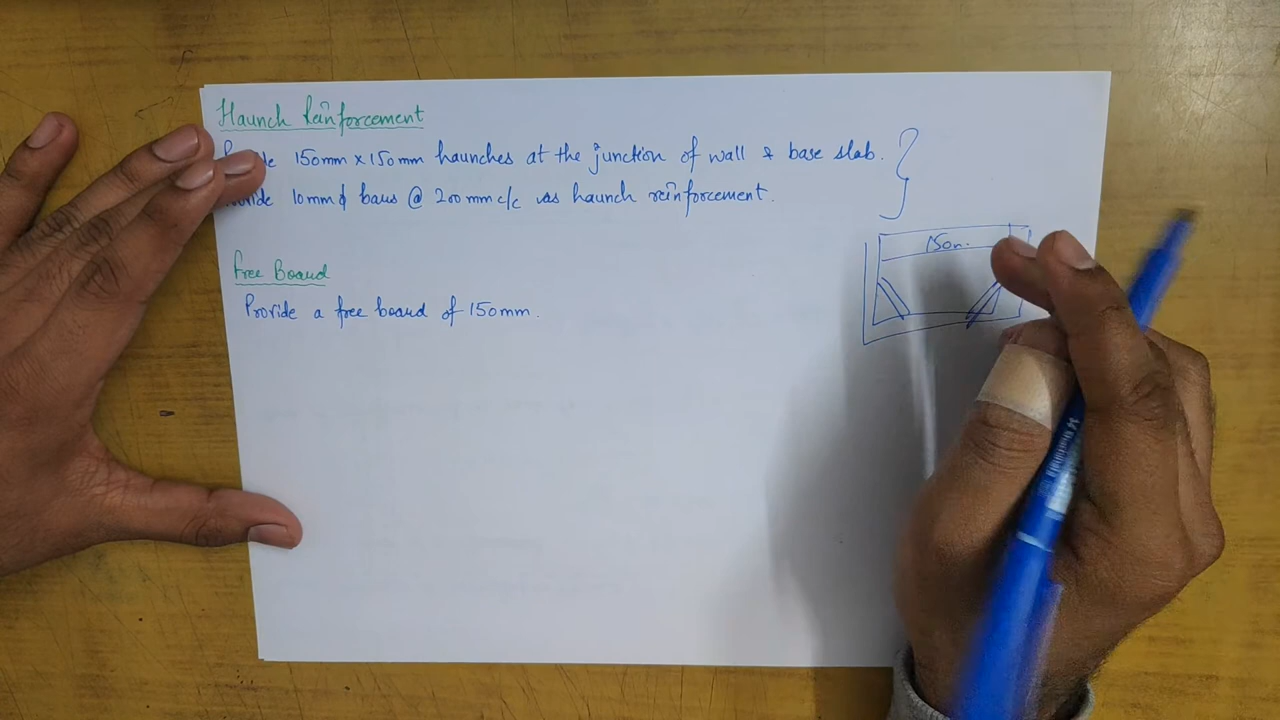 Haunch Reinforcement
150mm x 150mm haunches at the junction of wall & base slab.
10mmϕ bars @ 200mm c/c as haunch reinforcement.
150m.
Free Board
Provide a free board of 150mm.